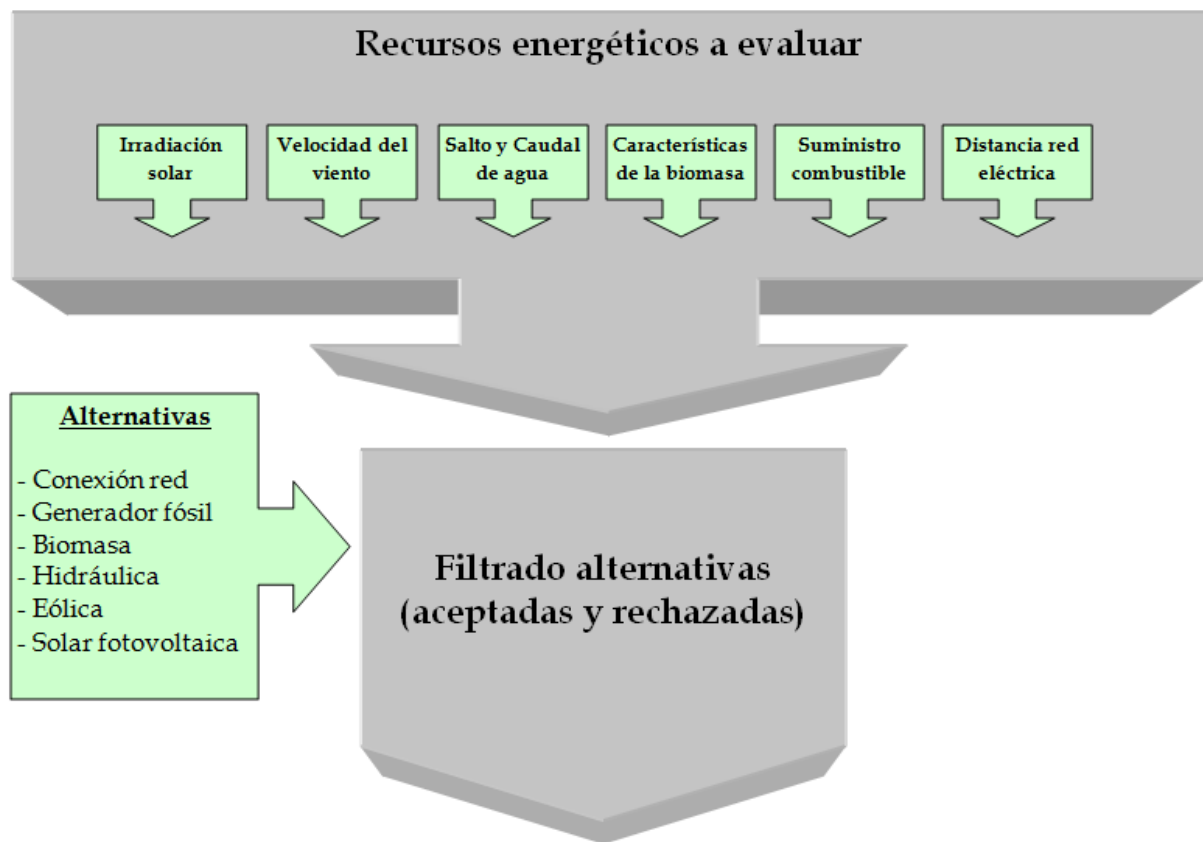 Recursos energéticos a evaluar
Irradiación
solar
Velocidad del
viento
Salto y Caudal
de agua
Características
de la biomasa
Suministro
combustible
Distancia red
eléctrica
Alternativas
- Conexión red
- Generador fósil
- Biomasa
- Hidráulica
- Eólica
- Solar fotovoltaica
Filtrado alternativas
(aceptadas y rechazadas)